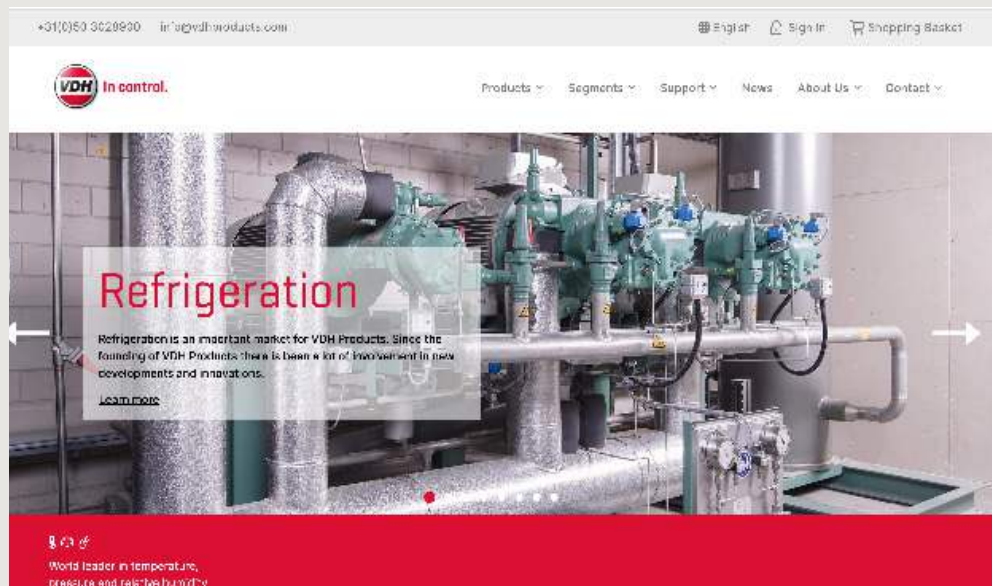 +31(0)50 3028900 info@vdhproducts.com English Sign In Shopping Basket
VDH In control. Products Segments Support News About Us Contact
Refrigeration
Refrigeration is an important market for VDH Products. Since the
founding of VDH Products there is been a lot of involvement in new
developments and innovations.
Learn more
World leader in temperature,
pressure and relative humidity